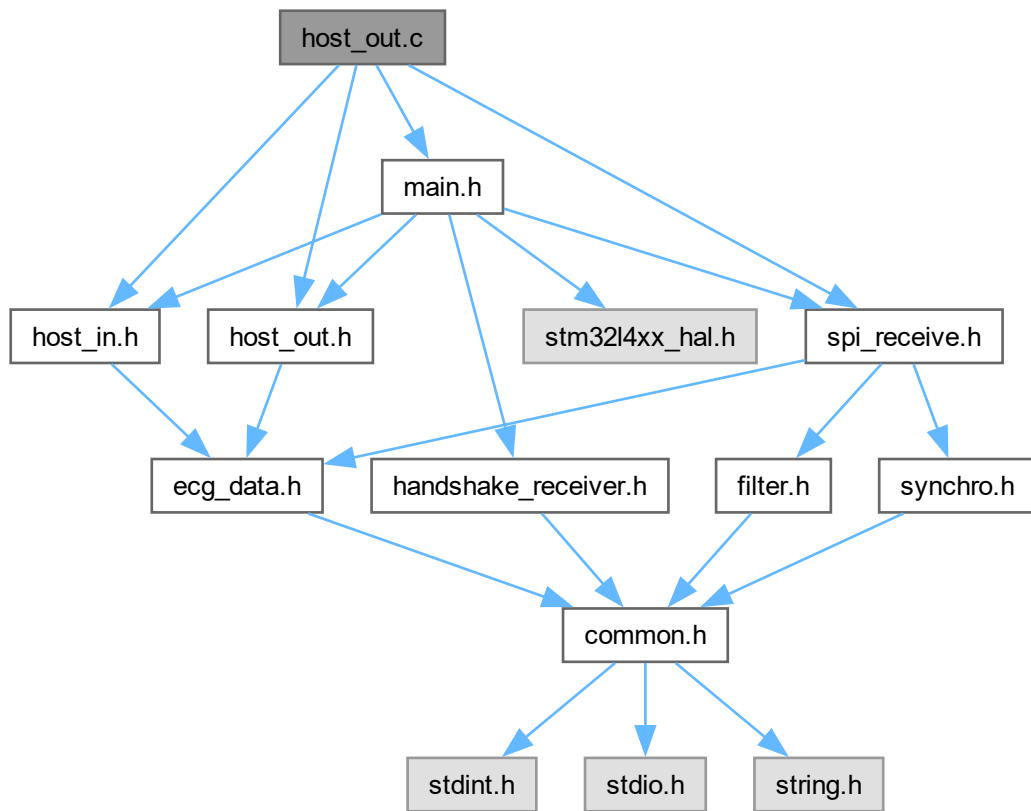 host_out.c
main.h
host_in.h
host_out.h
stm32l4xx_hal.h
spi_receive.h
ecg_data.h
handshake_receiver.h
filter.h
synchro.h
common.h
stdint.h
stdio.h
string.h